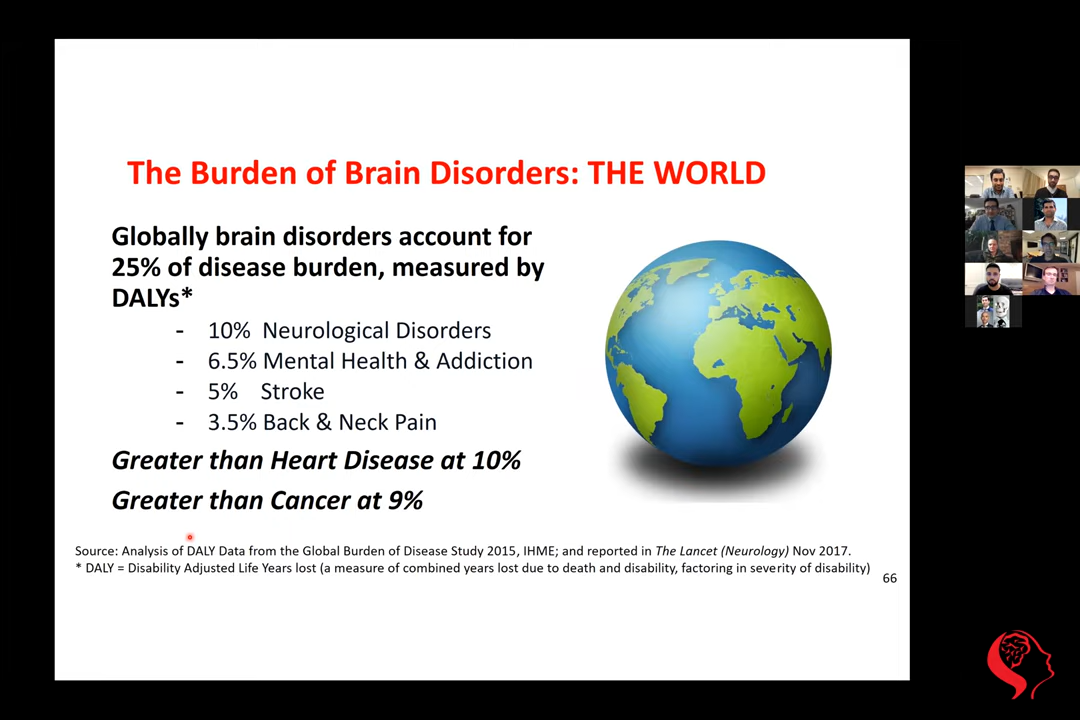 The Burden of Brain Disorders: THE WORLD
Globally brain disorders account for
25% of disease burden, measured by
DALYs*
- 10% Neurological Disorders
- 6.5% Mental Health & Addiction
- 5% Stroke
- 3.5% Back & Neck Pain
Greater than Heart Disease at 10%
Greater than Cancer at 9%
Source: Analysis of DALY Data from the Global Burden of Disease Study 2015, IHME; and reported in The Lancet (Neurology) Nov 2017.
* DALY = Disability Adjusted Life Years lost (a measure of combined years lost due to death and disability, factoring in severity of disability)
66